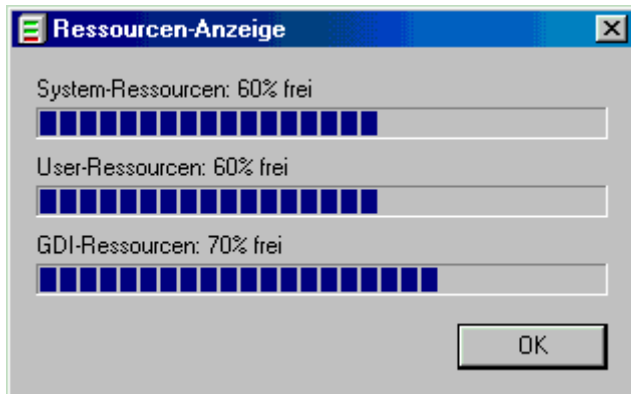 Ressourcen-Anzeige
System-Ressourcen: 60% frei
User-Ressourcen: 60% frei
GDI-Ressourcen: 70% frei
OK